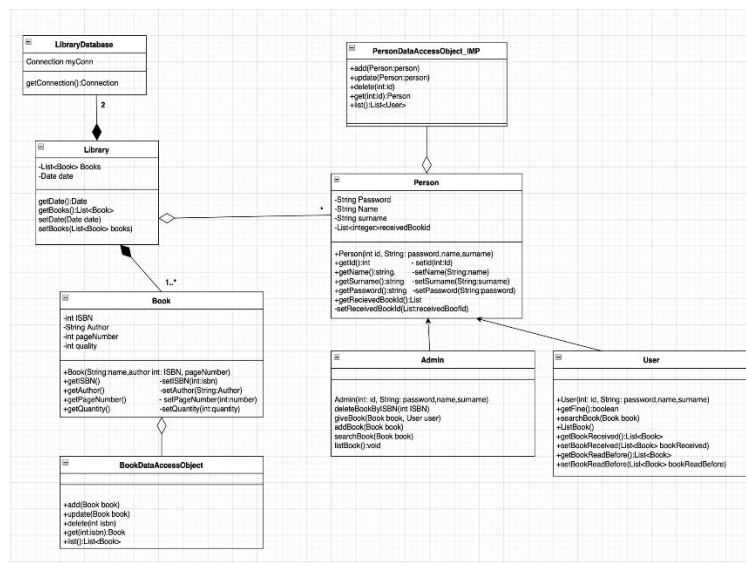 LibraryDatabase
Connection myConn
getConnection():Connection
2
Library
-List<Book> Books
-Date date
getDate():Date
getBooks():List<Book>
setDate(Date date)
setBooks(List<Book> books)
*
1..*
Book
-int ISBN
-String Author
-int pageNumber
-int quality
+Book(String:name,author int: ISBN, pageNumber)
+getISBN() -setISBN(int:isbn)
+getAuthor() -setAuthor(String:Author)
+getPageNumber() - setPageNumber(int:number)
+getQuantity() -setQuantity(int:quantity)
BookDataAccessObject
+add(Book book)
+update(Book book)
+delete(int isbn)
+get(int:isbn):Book
+list():List<Book>
PersonDataAccessObject_IMP
+add(Person:person)
+update(Person:person)
+delete(int:id)
+get(int:id):Person
+list():List<User>
Person
-String Password
-String Name
-String surname
-List<integer>receivedBookid
+Person(int id, String: password,name,surname)
+getId():int - setId(int:Id)
+getName():string. -setName(String:name)
+getSurname():string -setSurname(String:surname)
+getPassword():string -setPassword(String:password)
+getRecievedBookId():List
-setReceivedBookId(List:receivedBoofId)
Admin
Admin(int: id, String: password,name,surname)
deleteBookByISBN(int ISBN)
giveBook(Book book, User user)
addBook(Book book)
searchBook(Book book)
listBook():void
User
+User(int: id, String: password,name,surname)
+getFine():boolean
+searchBook(Book book)
+ListBook()
+getBookReceived():List<Book>
+setBookReceived(List<Book> bookReceived)
+getBookReadBefore():List<Book>
+setBookReadBefore(List<Book> bookReadBefore)